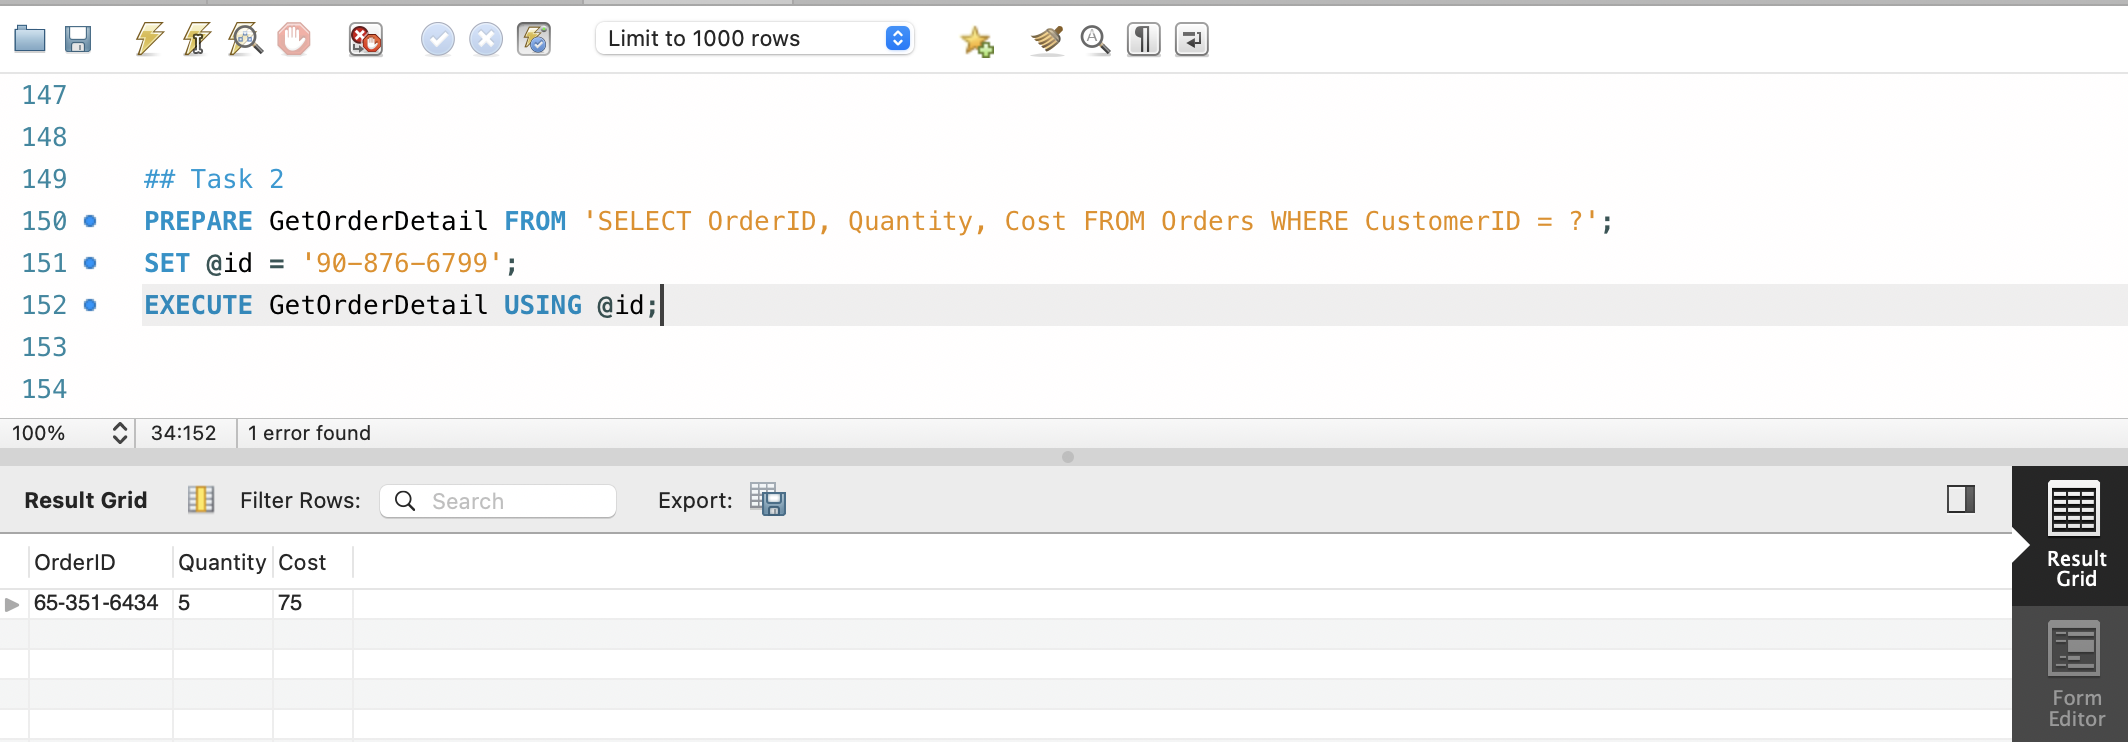 Limit to 1000 rows
147
148
149 ## Task 2
150 PREPARE GetOrderDetail FROM 'SELECT OrderID, Quantity, Cost FROM Orders WHERE CustomerID = ?';
151 SET @id = '90-876-6799';
152 EXECUTE GetOrderDetail USING @id;
153
154
100% 34:152 1 error found
Result Grid Filter Rows: Search Export:
Result
Grid
OrderID Quantity Cost
65-351-6434 5 75
Form
Editor